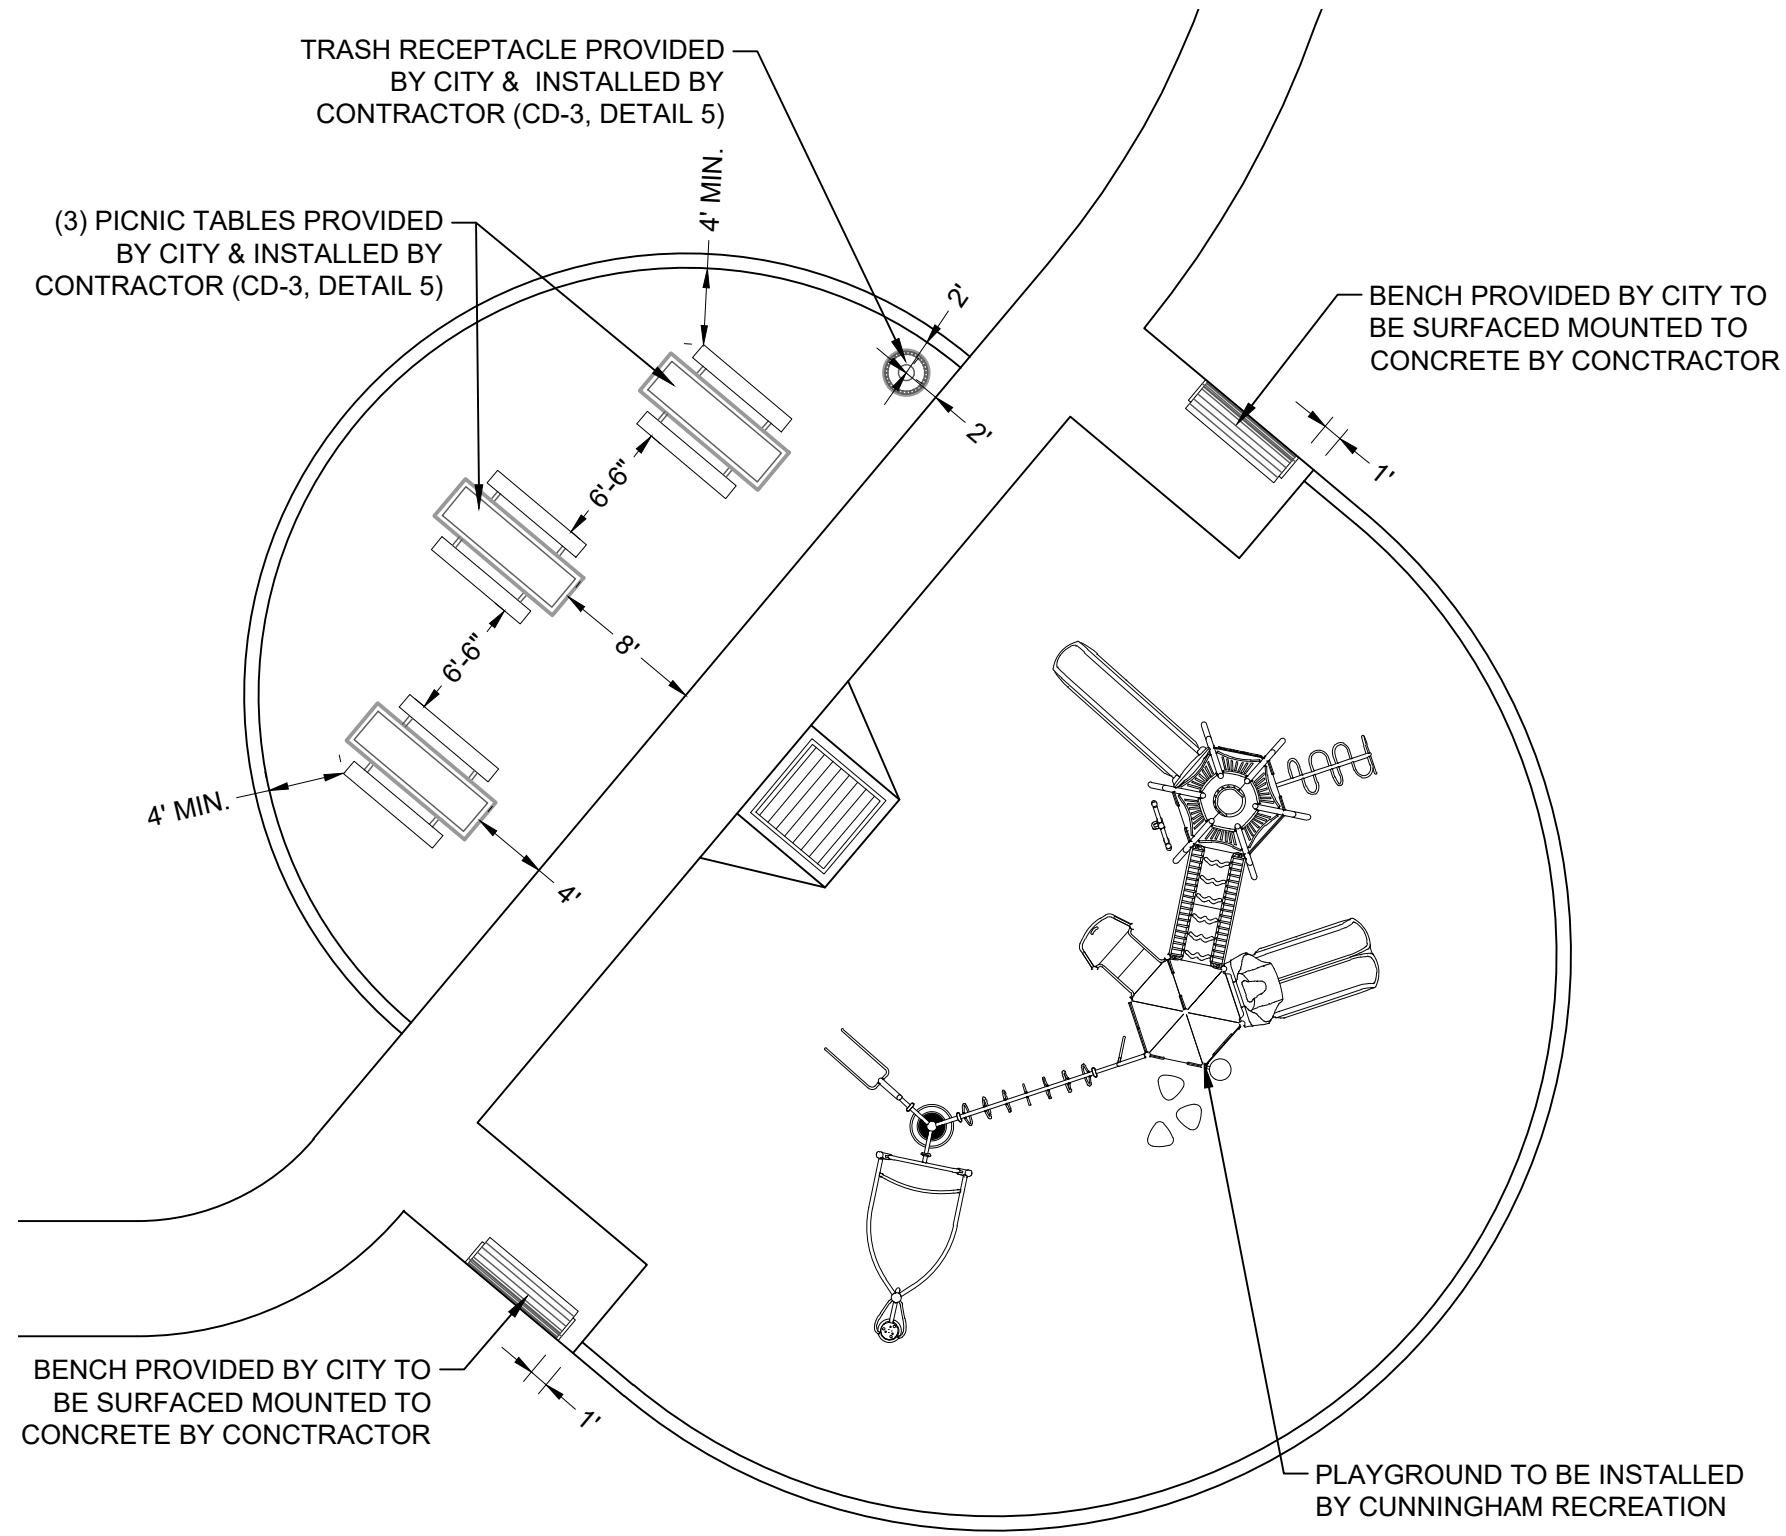 TRASH RECEPTACLE PROVIDED
BY CITY & INSTALLED BY
CONTRACTOR (CD-3, DETAIL 5)
4' MIN.
(3) PICNIC TABLES PROVIDED
BY CITY & INSTALLED BY
CONTRACTOR (CD-3, DETAIL 5)
2'
BENCH PROVIDED BY CITY TO
BE SURFACED MOUNTED TO
CONCRETE BY CONCTRACTOR
2'
1'
6'-6"
6'-6"
8'
4' MIN.
4'
BENCH PROVIDED BY CITY TO
BE SURFACED MOUNTED TO
CONCRETE BY CONCTRACTOR
1'
PLAYGROUND TO BE INSTALLED
BY CUNNINGHAM RECREATION